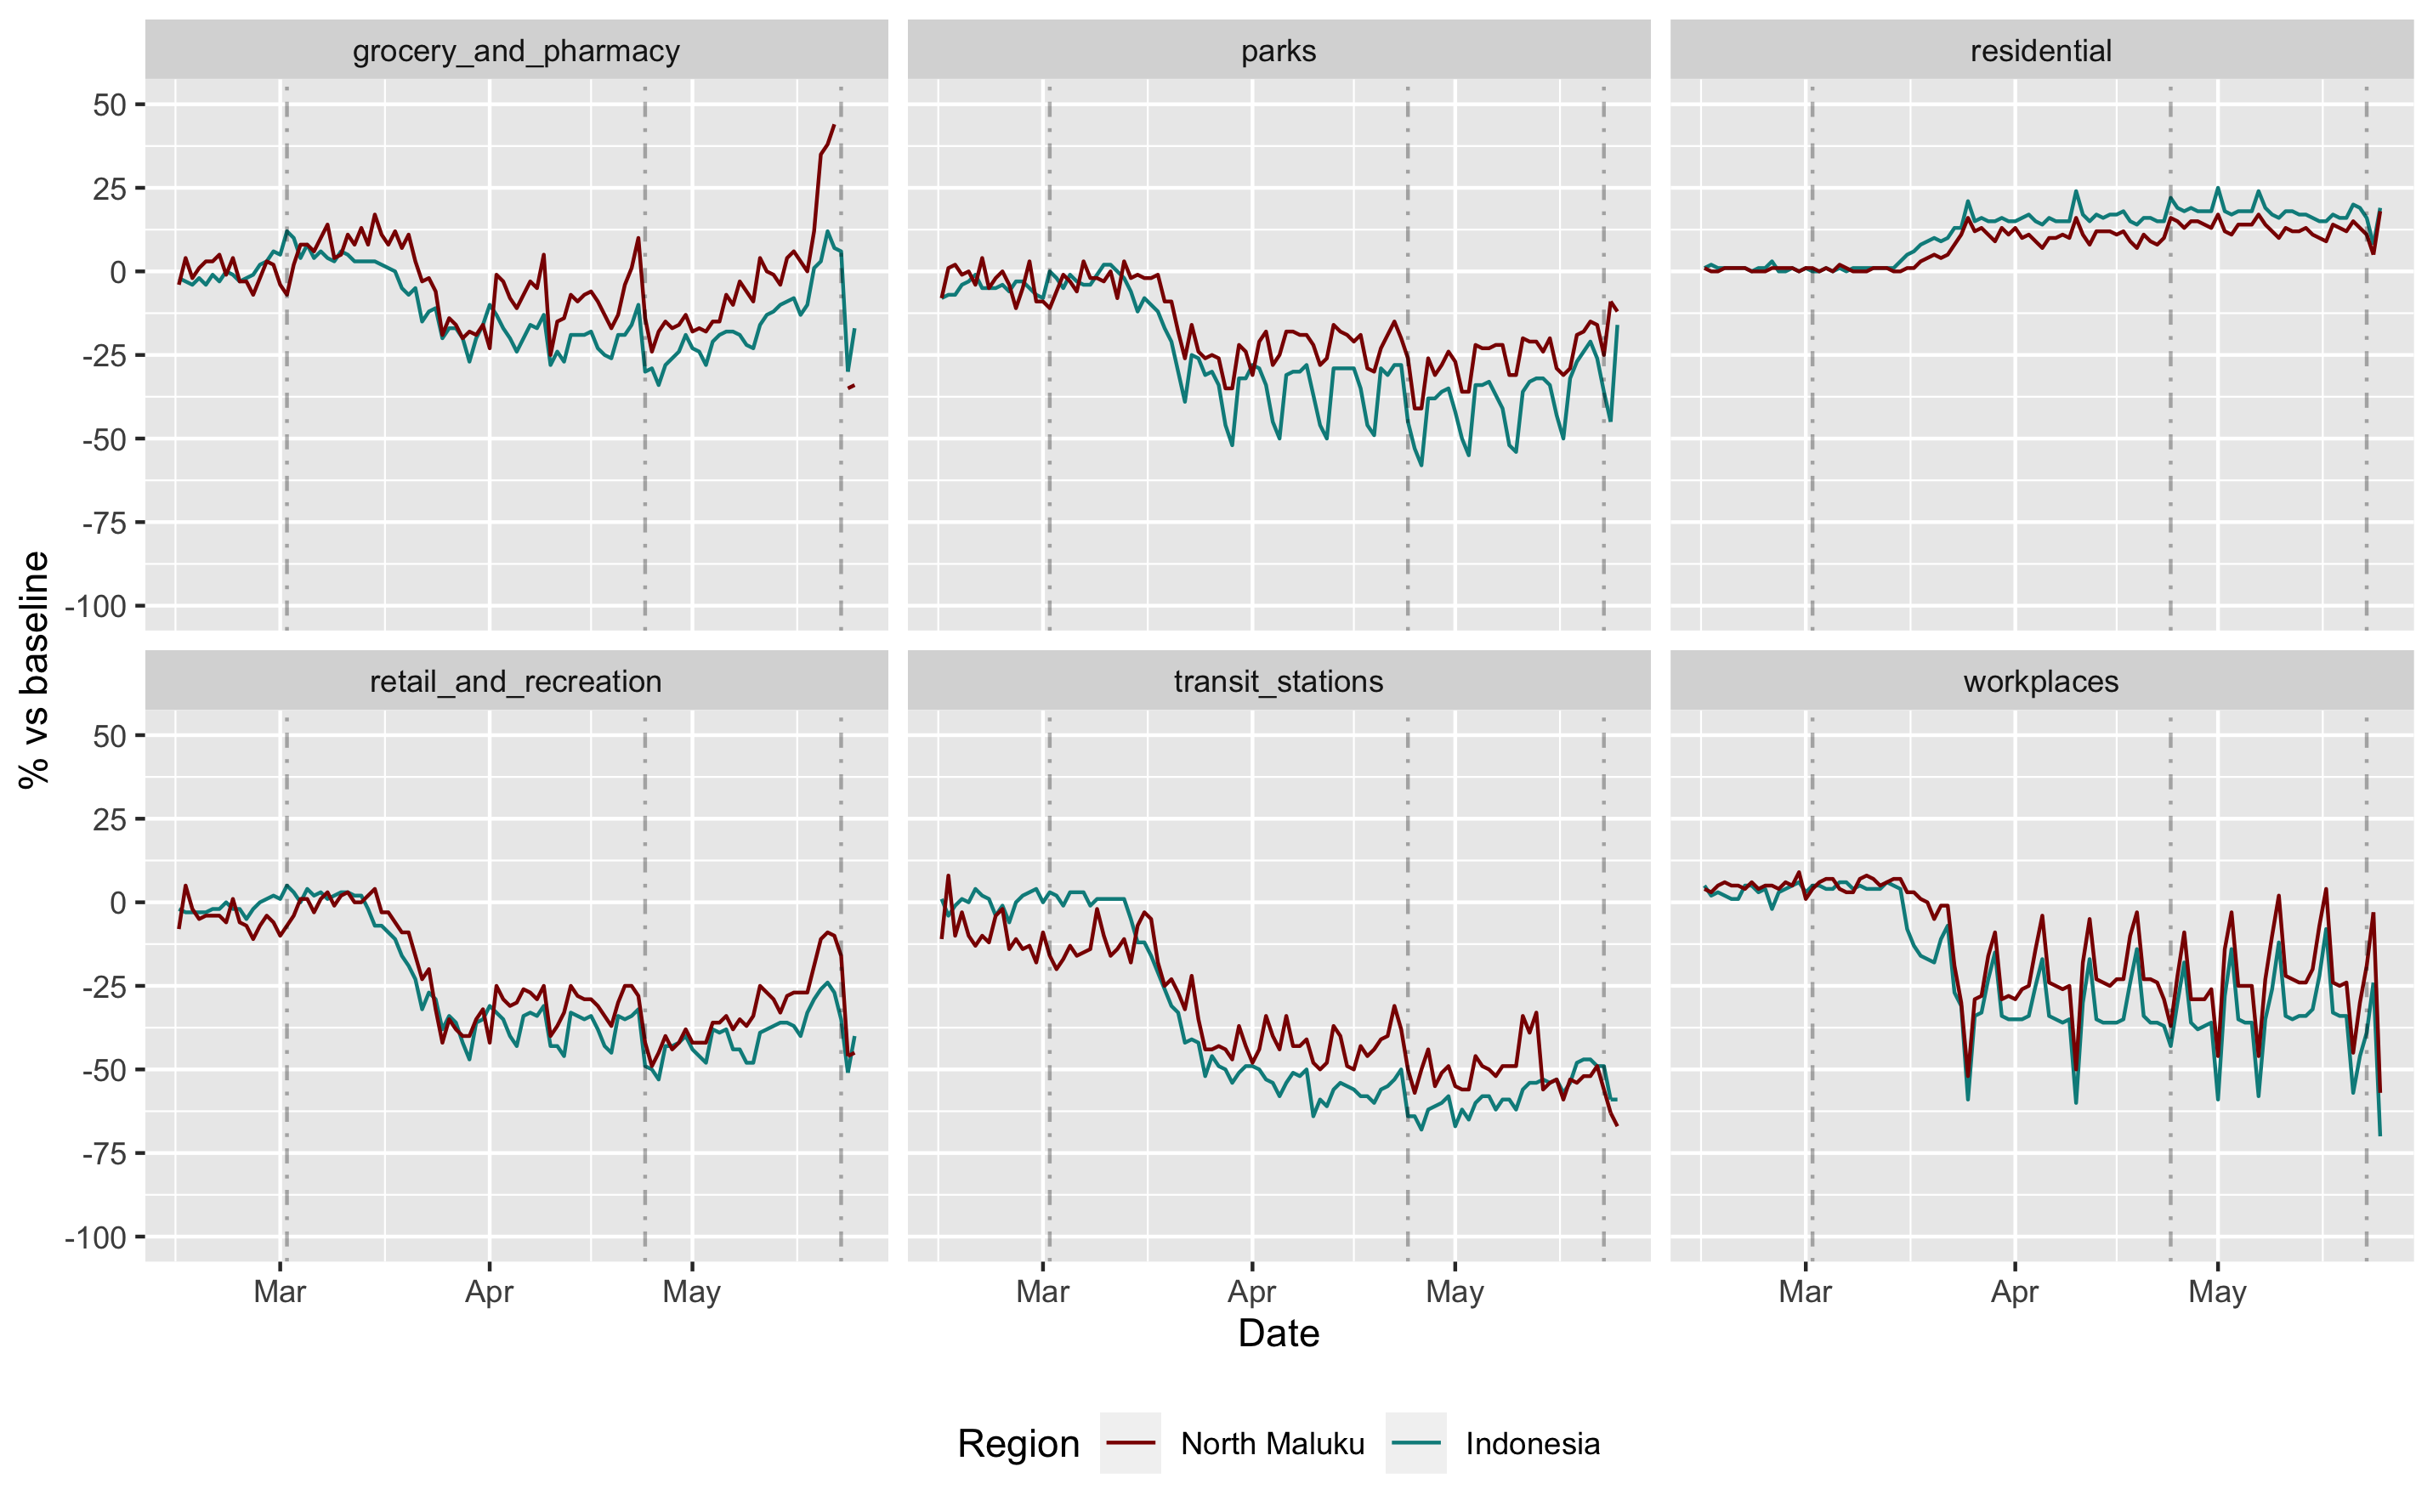 grocery_and_pharmacy
parks
residential
50
25
0
-25
-50
-75
-100
% vs baseline
retail_and_recreation
transit_stations
workplaces
50
25
0
-25
-50
-75
-100
Mar Apr May
Mar Apr May
Mar Apr May
Date
Region North Maluku Indonesia